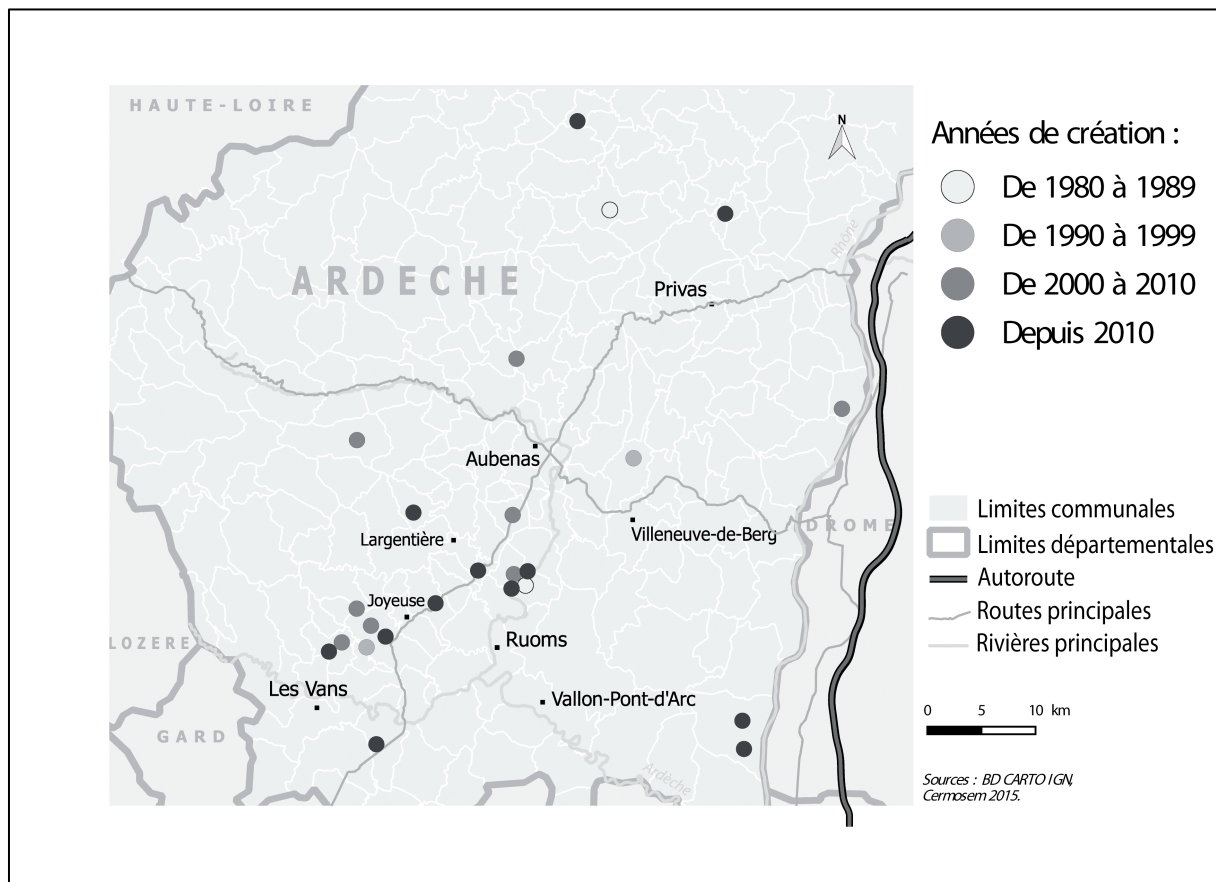 HAUTE-LOIRE
N
Années de création :
De 1980 à 1989
Rhône
De 1990 à 1999
ARDECHE
De 2000 à 2010
Privas
Depuis 2010
Aubenas
Limites communales
DROME
Villeneuve-de-Berg
Largentière
Limites départementales
Autoroute
Joyeuse
Routes principales
LOZERE
Ruoms
Rivières principales
Les Vans
Vallon-Pont-d'Arc
0 5 10 km
GARD
Ardèche
Sources : BD CARTO IGN,
Cermosem 2015.